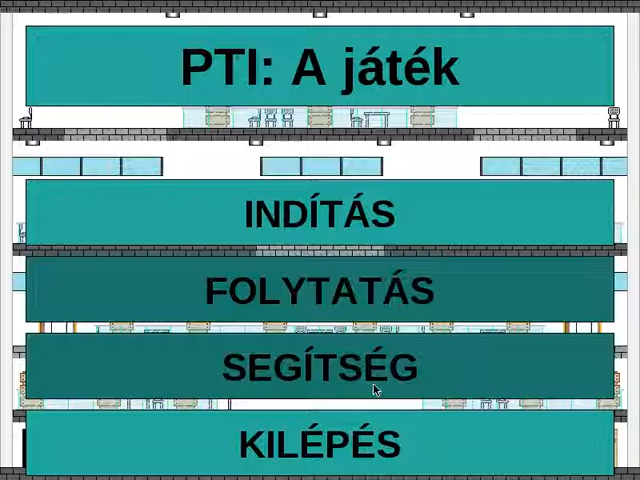 PTI: A játék
INDÍTÁS
FOLYTATÁS
SEGÍTSÉG
KILÉPÉS